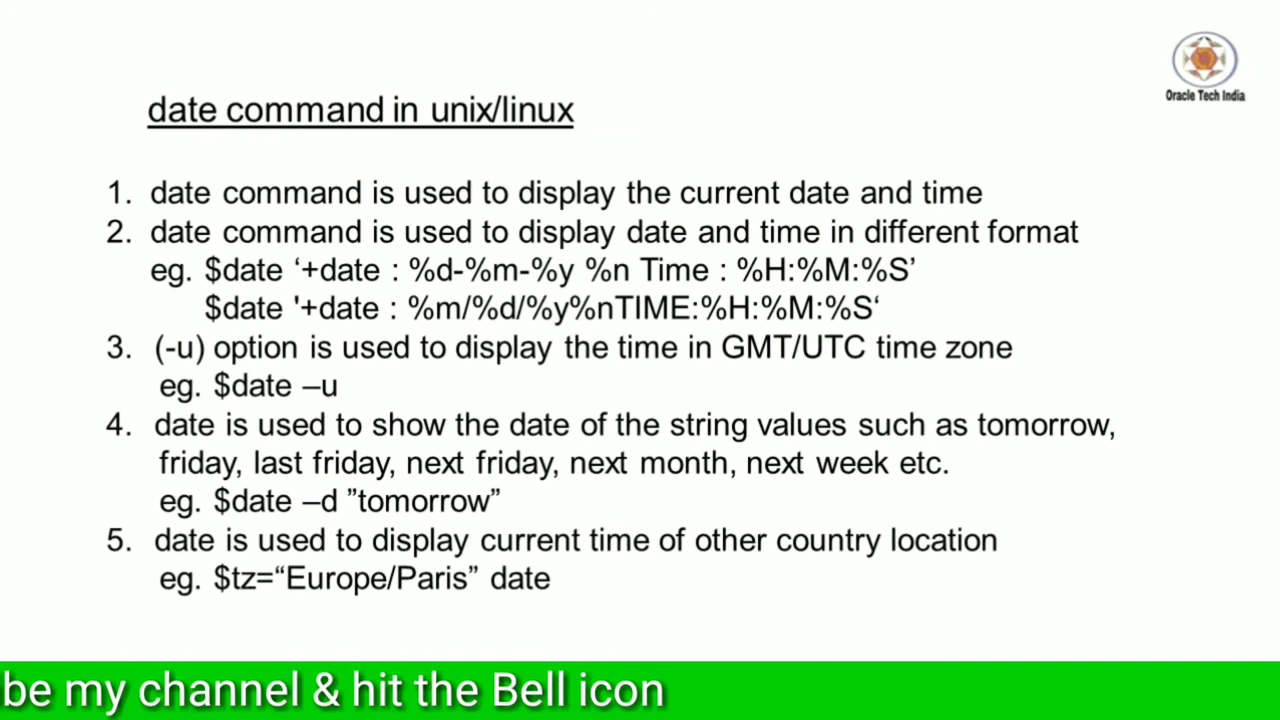 Oracle Tech India
date command in unix/linux
1. date command is used to display the current date and time
2. date command is used to display date and time in different format
eg. $date ‘+date : %d-%m-%y %n Time : %H:%M:%S’
$date '+date : %m/%d/%y%nTIME:%H:%M:%S‘
3. (-u) option is used to display the time in GMT/UTC time zone
eg. $date –u
4. date is used to show the date of the string values such as tomorrow,
friday, last friday, next friday, next month, next week etc.
eg. $date –d ”tomorrow”
5. date is used to display current time of other country location
eg. $tz=“Europe/Paris” date
be my channel & hit the Bell icon